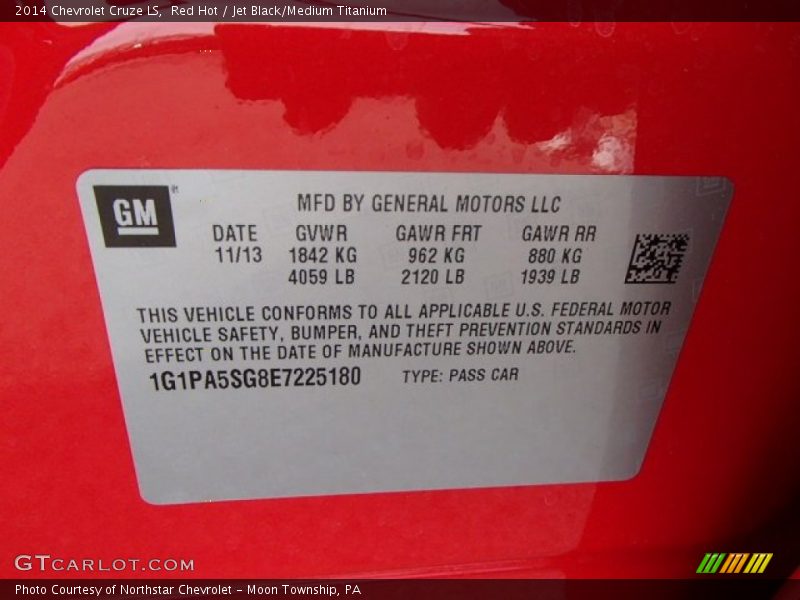 2014 Chevrolet Cruze LS, Red Hot / Jet Black/Medium Titanium
GM
MFD BY GENERAL MOTORS LLC
DATE GVWR GAWR FRT GAWR RR
11/13 1842 KG 962 KG 880 KG
4059 LB 2120 LB 1939 LB
THIS VEHICLE CONFORMS TO ALL APPLICABLE U.S. FEDERAL MOTOR
VEHICLE SAFETY, BUMPER, AND THEFT PREVENTION STANDARDS IN
EFFECT ON THE DATE OF MANUFACTURE SHOWN ABOVE.
1G1PA5SG8E7225180 TYPE: PASS CAR
GTCARLOT.COM
Photo Courtesy of Northstar Chevrolet - Moon Township, PA